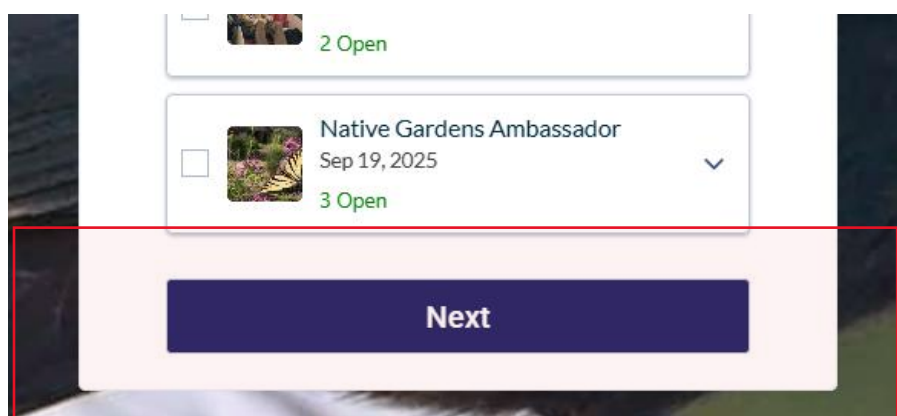 2 Open
Native Gardens Ambassador
Sep 19, 2025
3 Open
Next